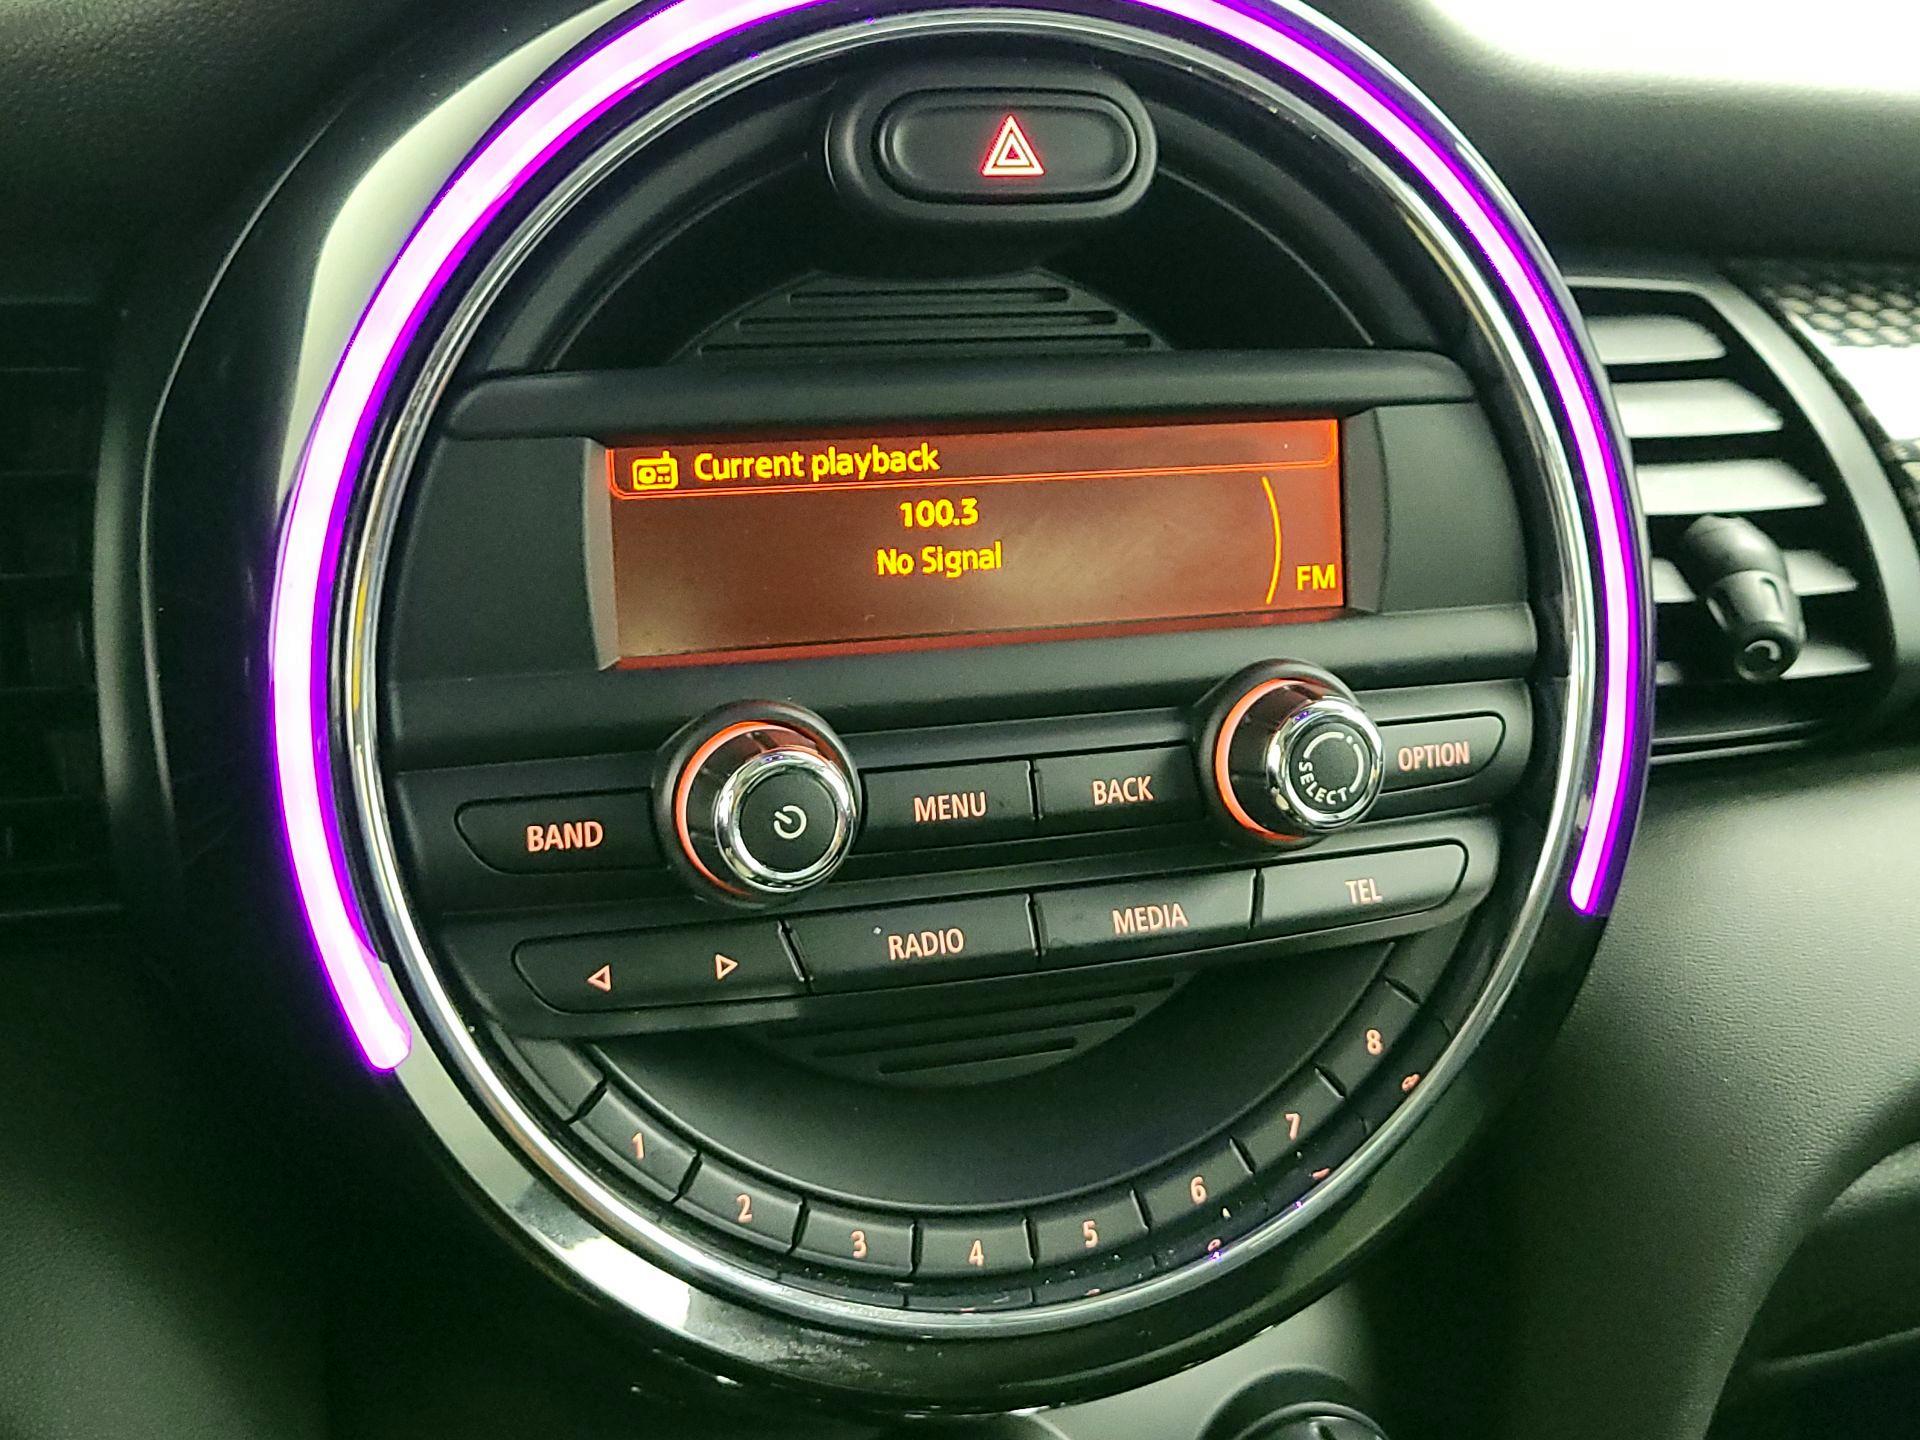 Current playback
100.3
No Signal
FM
BAND
MENU
BACK
SELECT
OPTION
RADIO
MEDIA
TEL
1
2
3
4
5
6
7
8